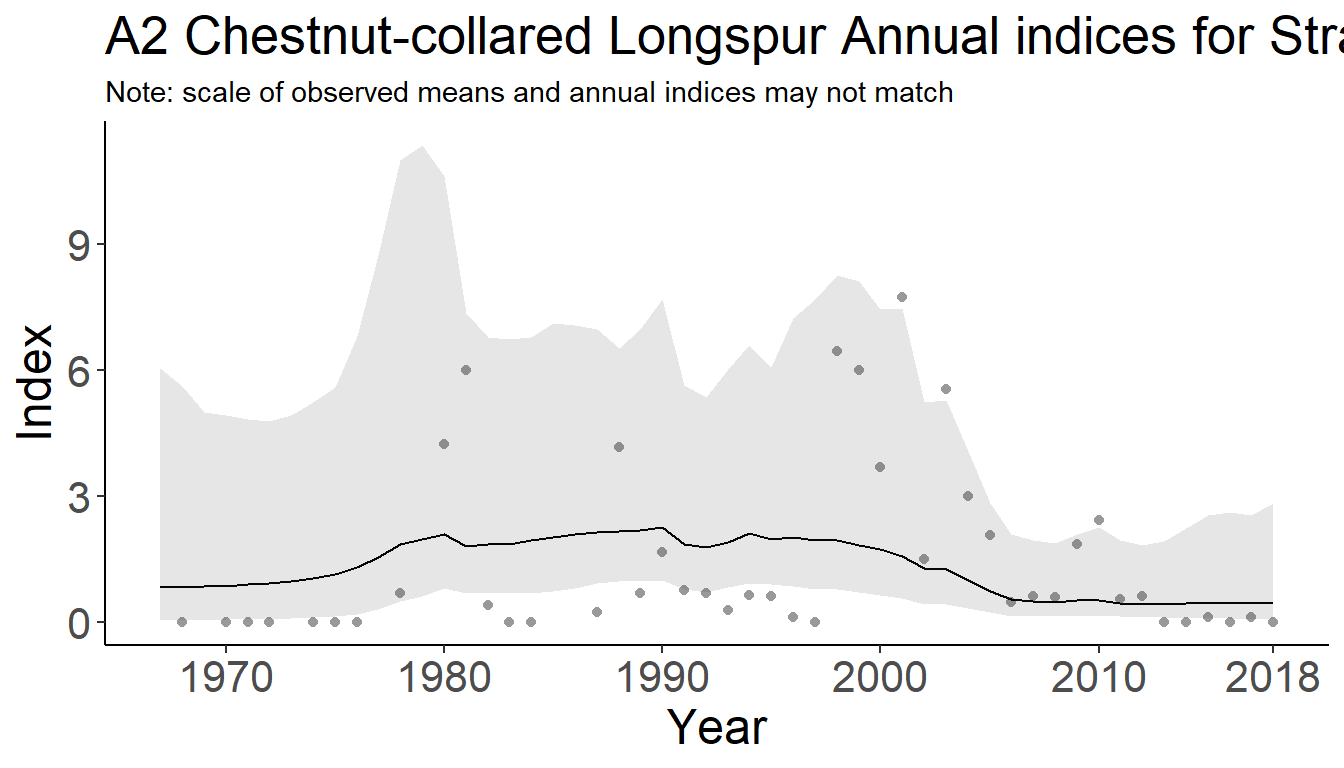 A2 Chestnut-collared Longspur Annual indices for Stra
Note: scale of observed means and annual indices may not match
Index
9
6
3
0
1970 1980 1990 2000 2010 2018
Year